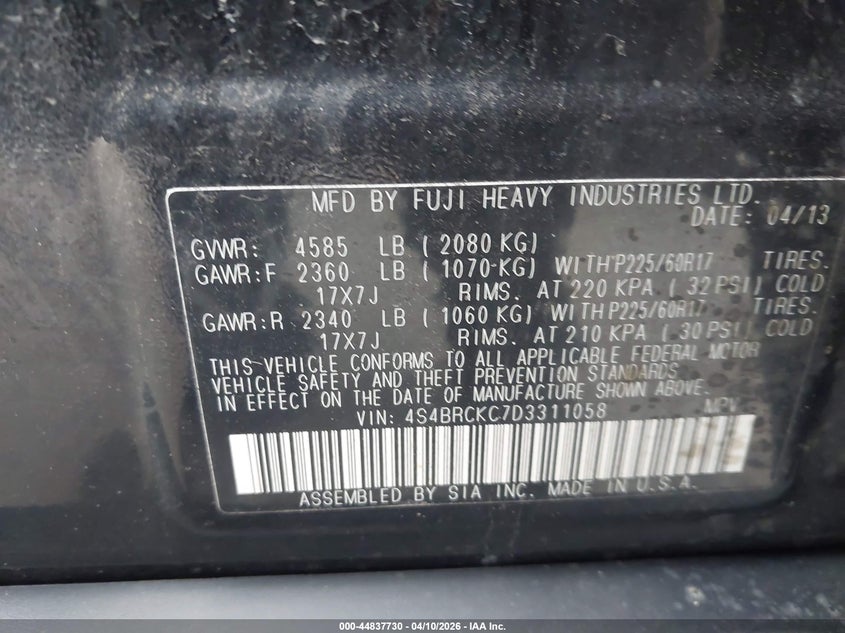 MFD BY FUJI HEAVY INDUSTRIES LTD.
DATE: 04/13
GVWR: 4585 LB ( 2080 KG)
GAWR:F 2360 LB ( 1070 KG) WITH P225/60R17 TIRES.
17X7J RIMS. AT 220 KPA ( 32 PSI) COLD
GAWR:R 2340 LB ( 1060 KG) WITH P225/60R17 TIRES.
17X7J RIMS. AT 210 KPA ( 30 PSI) COLD
THIS VEHICLE CONFORMS TO ALL APPLICABLE FEDERAL MOTOR
VEHICLE SAFETY AND THEFT PREVENTION STANDARDS
IN EFFECT ON THE DATE OF MANUFACTURE SHOWN ABOVE.
VIN: 4S4BRCKC7D3311058 MPV
ASSEMBLED BY SIA INC. MADE IN U.S.A.
000-44837730 - 04/10/2026 - IAA Inc.